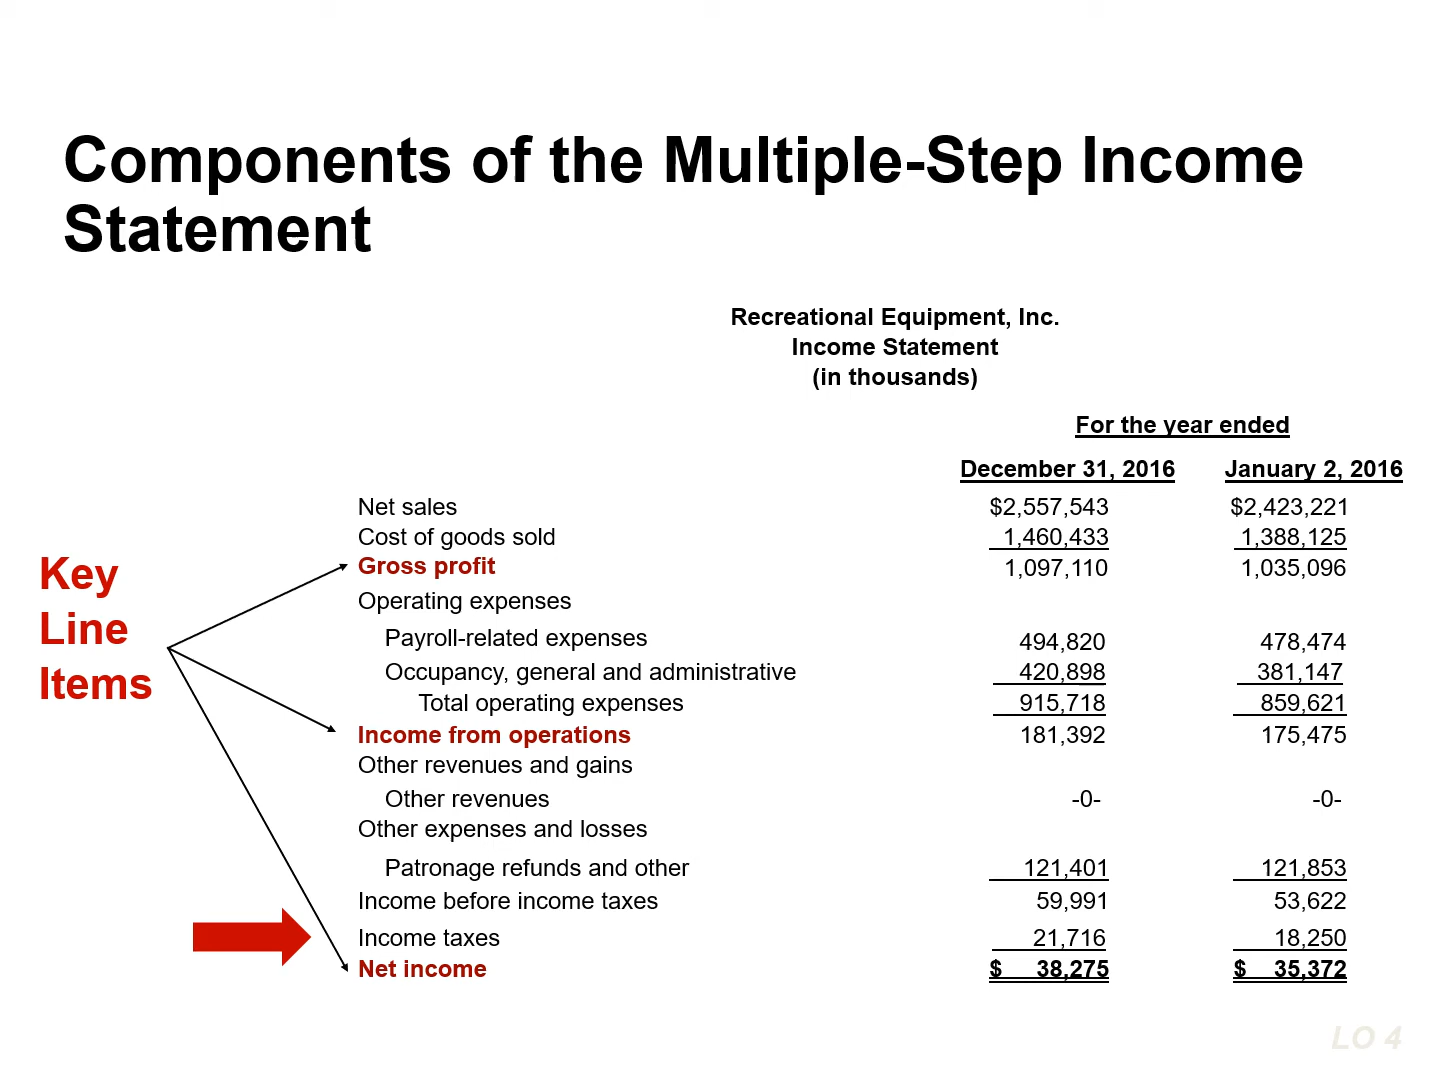 Components of the Multiple-Step Income
Statement
Recreational Equipment, Inc.
Income Statement
(in thousands)
For the year ended
December 31, 2016 January 2, 2016
Net sales $2,557,543 $2,423,221
Cost of goods sold 1,460,433 1,388,125
Gross profit 1,097,110 1,035,096
Operating expenses
Payroll-related expenses 494,820 478,474
Occupancy, general and administrative 420,898 381,147
Total operating expenses 915,718 859,621
Income from operations 181,392 175,475
Other revenues and gains
Other revenues -0- -0-
Other expenses and losses
Patronage refunds and other 121,401 121,853
Income before income taxes 59,991 53,622
Income taxes 21,716 18,250
Net income $ 38,275 $ 35,372
Key
Line
Items
LO 4